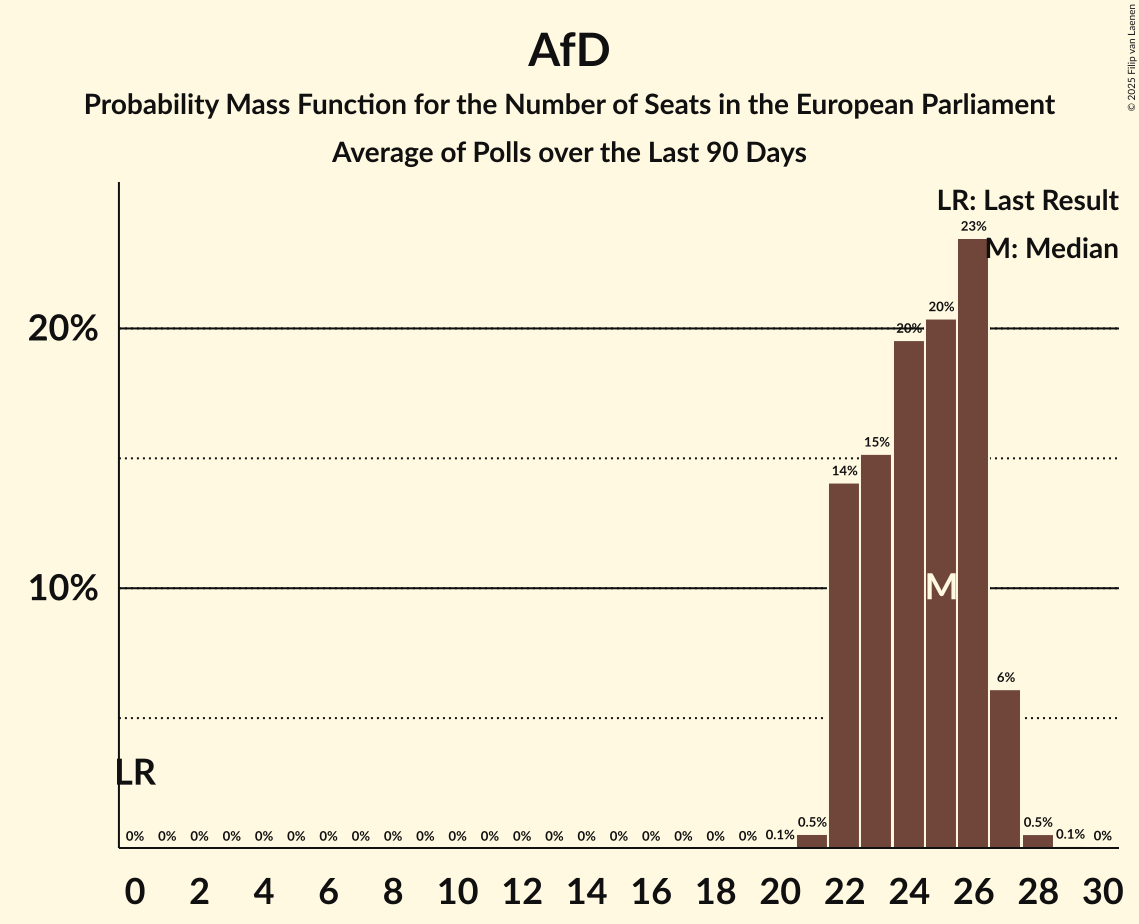 AfD
Probability Mass Function for the Number of Seats in the European Parliament
Average of Polls over the Last 90 Days
© 2025 Filip van Laenen
LR: Last Result
M: Median
23%
20%
20%
20%
15%
14%
10%
M
6%
LR
0% 0% 0% 0% 0% 0% 0% 0% 0% 0% 0% 0% 0% 0% 0% 0% 0% 0% 0% 0% 0.1% 0.5% 0.5% 0.1% 0%
0 2 4 6 8 10 12 14 16 18 20 22 24 26 28 30